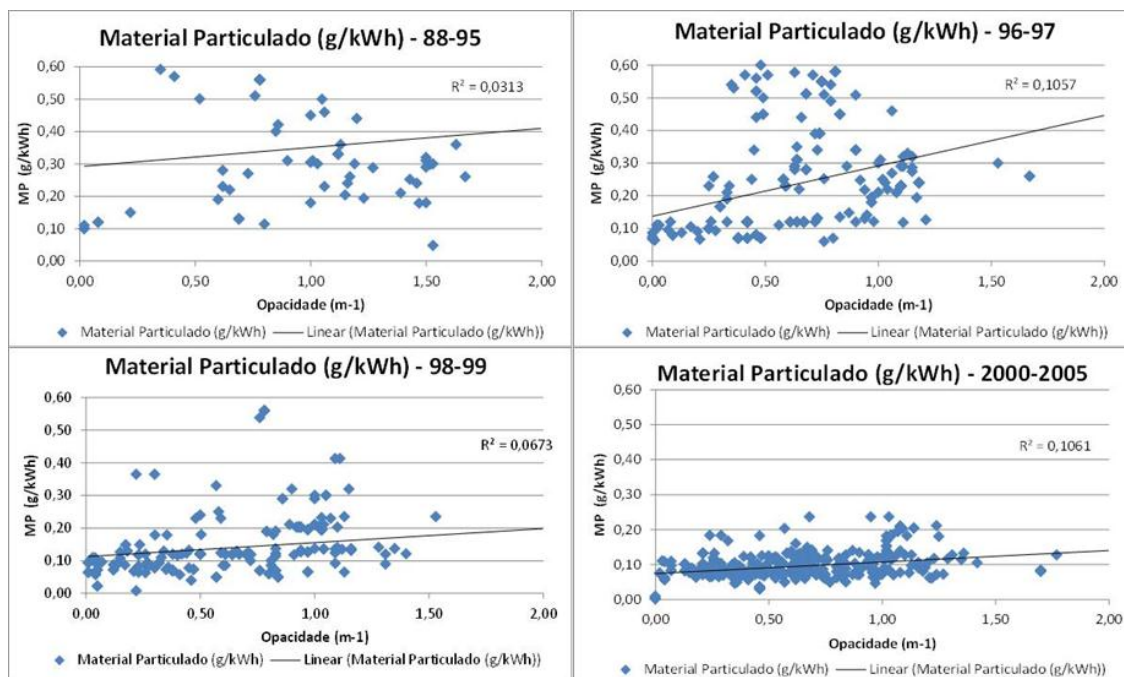 Material Particulado (g/kWh) - 88-95
0,60
R² = 0,0313
0,50
0,40
0,30
0,20
0,10
0,00
MP (g/kWh)
0,00 0,50 1,00 1,50 2,00
Opacidade (m-1)
Material Particulado (g/kWh) Linear (Material Particulado (g/kWh))
Material Particulado (g/kWh) - 96-97
0,60
R² = 0,1057
0,50
0,40
0,30
0,20
0,10
0,00
MP (g/kWh)
0,00 0,50 1,00 1,50 2,00
Opacidade (m-1)
Material Particulado (g/kWh) Linear (Material Particulado (g/kWh))
Material Particulado (g/kWh) - 98-99
0,60
0,50
R² = 0,0673
0,40
0,30
0,20
0,10
0,00
MP (g/kWh)
0,00 0,50 1,00 1,50 2,00
Opacidade (m-1)
Material Particulado (g/kWh) Linear (Material Particulado (g/kWh))
Material Particulado (g/kWh) - 2000-2005
0,60
0,50
R² = 0,1061
0,40
0,30
0,20
0,10
0,00
MP (g/kWh)
0,00 0,50 1,00 1,50 2,00
Opacidade (m-1)
Material Particulado (g/kWh) Linear (Material Particulado (g/kWh))